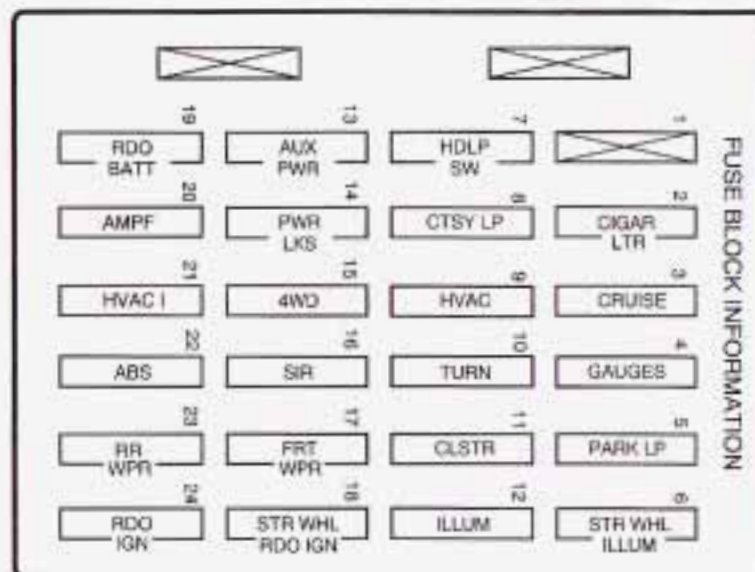 19
13
7
1
RDO
BATT
AUX
PWR
HDLP
SW
20
14
8
2
AMPF
PWR
LKS
CTSY LP
CIGAR
LTR
21
15
9
3
HVAC I
4WD
HVAC
CRUISE
22
16
10
4
ABS
SIR
TURN
GAUGES
23
17
11
5
RR
WPR
FRT
WPR
CLSTR
PARK LP
24
18
12
6
RDO
IGN
STR WHL
RDO IGN
ILLUM
STR WHL
ILLUM
FUSE BLOCK INFORMATION